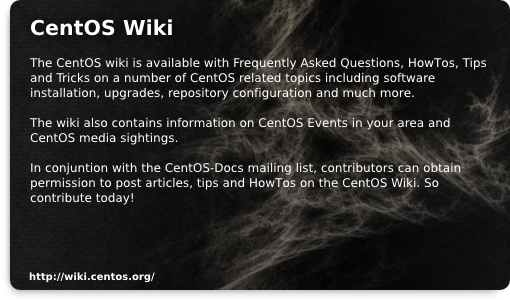 CentOS Wiki
The CentOS wiki is available with Frequently Asked Questions, HowTos, Tips
and Tricks on a number of CentOS related topics including software
installation, upgrades, repository configuration and much more.
The wiki also contains information on CentOS Events in your area and
CentOS media sightings.
In conjuntion with the CentOS-Docs mailing list, contributors can obtain
permission to post articles, tips and HowTos on the CentOS Wiki. So
contribute today!
http://wiki.centos.org/